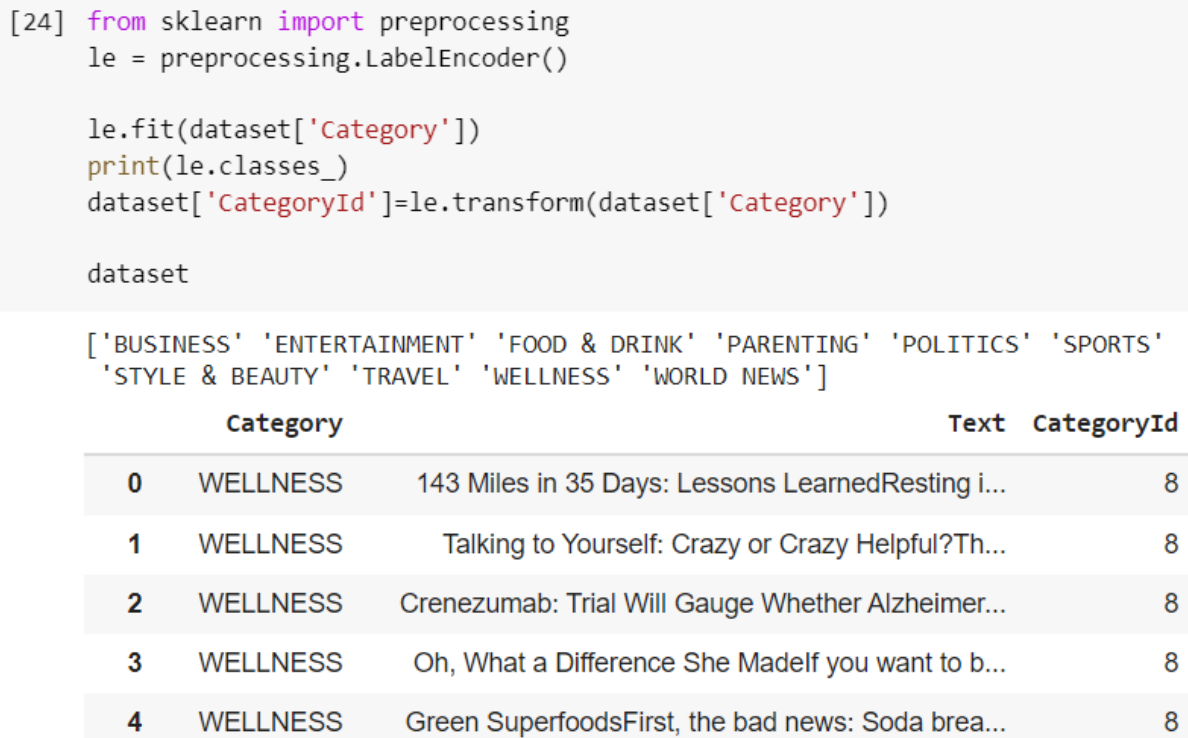 [24] from sklearn import preprocessing
le = preprocessing.LabelEncoder()
le.fit(dataset['Category'])
print(le.classes_)
dataset['CategoryId']=le.transform(dataset['Category'])
dataset
['BUSINESS' 'ENTERTAINMENT' 'FOOD & DRINK' 'PARENTING' 'POLITICS' 'SPORTS'
'STYLE & BEAUTY' 'TRAVEL' 'WELLNESS' 'WORLD NEWS']
Category Text CategoryId
0 WELLNESS 143 Miles in 35 Days: Lessons LearnedResting i... 8
1 WELLNESS Talking to Yourself: Crazy or Crazy Helpful?Th... 8
2 WELLNESS Crenezumab: Trial Will Gauge Whether Alzheimer... 8
3 WELLNESS Oh, What a Difference She MadeIf you want to b... 8
4 WELLNESS Green SuperfoodsFirst, the bad news: Soda brea... 8